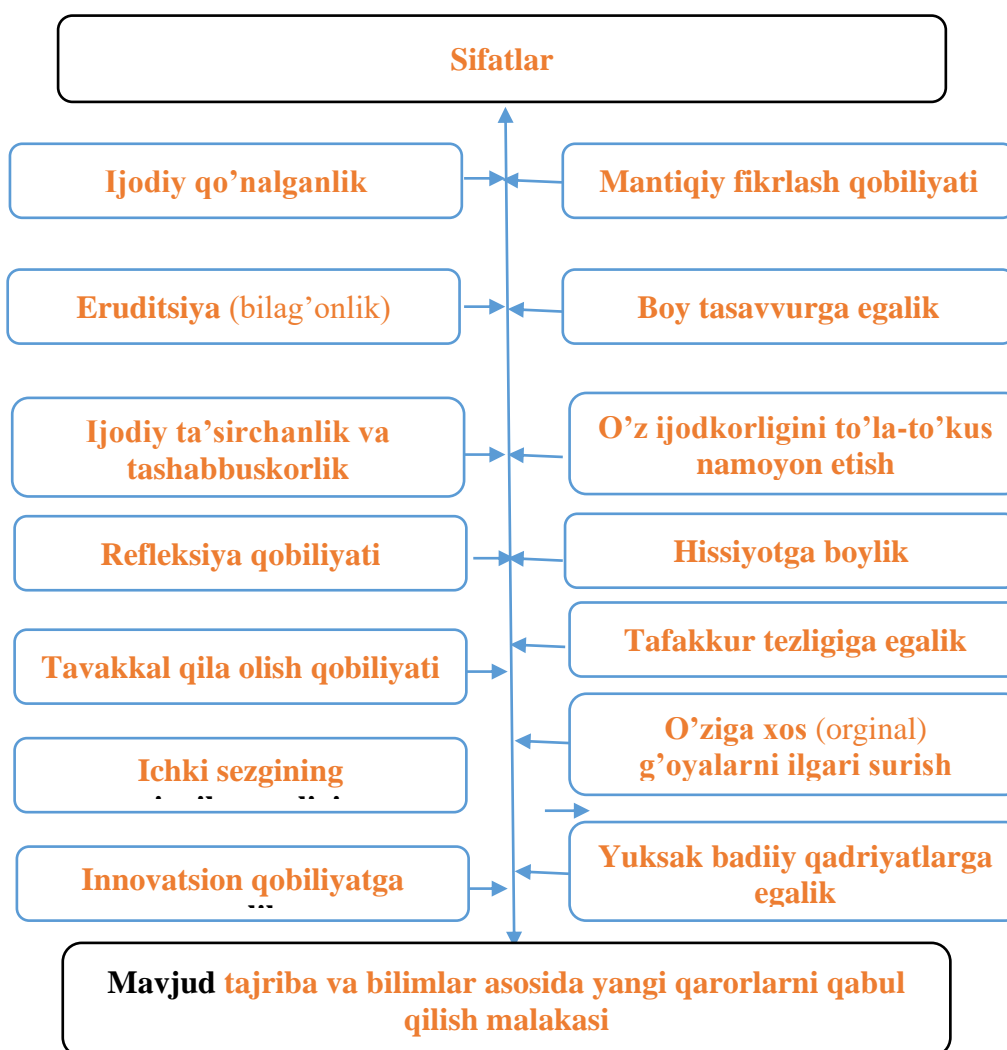 Sifatlar
Ijodiy qo’nalganlik
Mantiqiy fikrlash qobiliyati
Eruditsiya (bilag’onlik)
Boy tasavvurga egalik
Ijodiy ta’sirchanlik va
tashabbuskorlik
O’z ijodkorligini to’la-to’kus
namoyon etish
Refleksiya qobiliyati
Hissiyotga boylik
Tavakkal qila olish qobiliyati
Tafakkur tezligiga egalik
Ichki sezgining
O’ziga xos (orginal)
g’oyalarni ilgari surish
Innovatsion qobiliyatga
Yuksak badiiy qadriyatlarga
egalik
Mavjud tajriba va bilimlar asosida yangi qarorlarni qabul
qilish malakasi